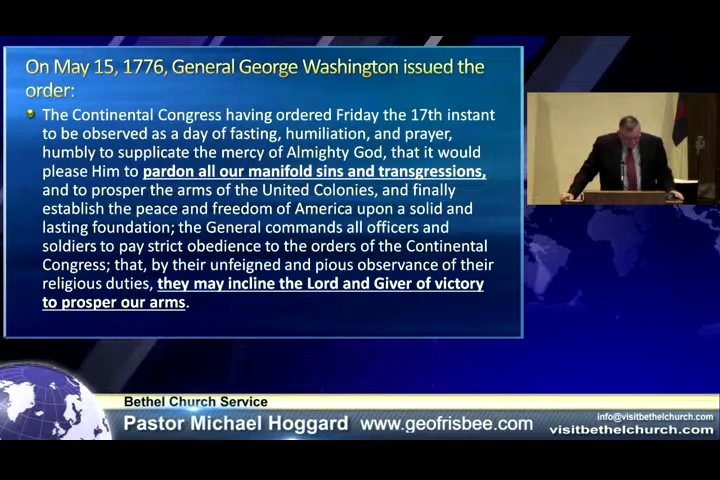 On May 15, 1776, General George Washington issued the
order:
The Continental Congress having ordered Friday the 17th instant
to be observed as a day of fasting, humiliation, and prayer,
humbly to supplicate the mercy of Almighty God, that it would
please Him to pardon all our manifold sins and transgressions,
and to prosper the arms of the United Colonies, and finally
establish the peace and freedom of America upon a solid and
lasting foundation; the General commands all officers and
soldiers to pay strict obedience to the orders of the Continental
Congress; that, by their unfeigned and pious observance of their
religious duties, they may incline the Lord and Giver of victory
to prosper our arms.
Bethel Church Service
Pastor Michael Hoggard www.geofrisbee.com
info@visitbethelchurch.com
visitbethelchurch.com